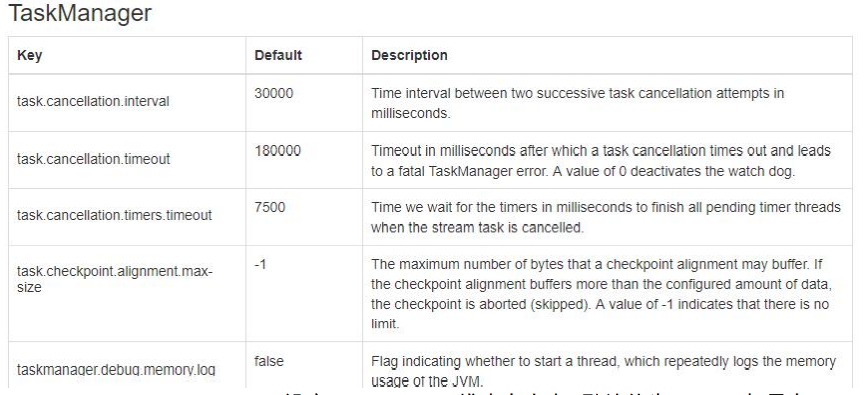 TaskManager
Key Default Description
task.cancellation.interval 30000 Time interval between two successive task cancellation attempts in
milliseconds.
task.cancellation.timeout 180000 Timeout in milliseconds after which a task cancellation times out and leads
to a fatal TaskManager error. A value of 0 deactivates the watch dog.
task.cancellation.timers.timeout 7500 Time we wait for the timers in milliseconds to finish all pending timer threads
when the stream task is cancelled.
task.checkpoint.alignment.max-
size -1 The maximum number of bytes that a checkpoint alignment may buffer. If
the checkpoint alignment buffers more than the configured amount of data,
the checkpoint is aborted (skipped). A value of -1 indicates that there is no
limit.
taskmanager.debug.memory.log false Flag indicating whether to start a thread, which repeatedly logs the memory
usage of the JVM.